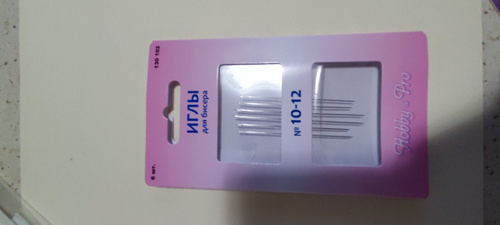 130 102
ИГЛЫ
для бисера
№ 10-12
Hobby & Pro
6 шт.